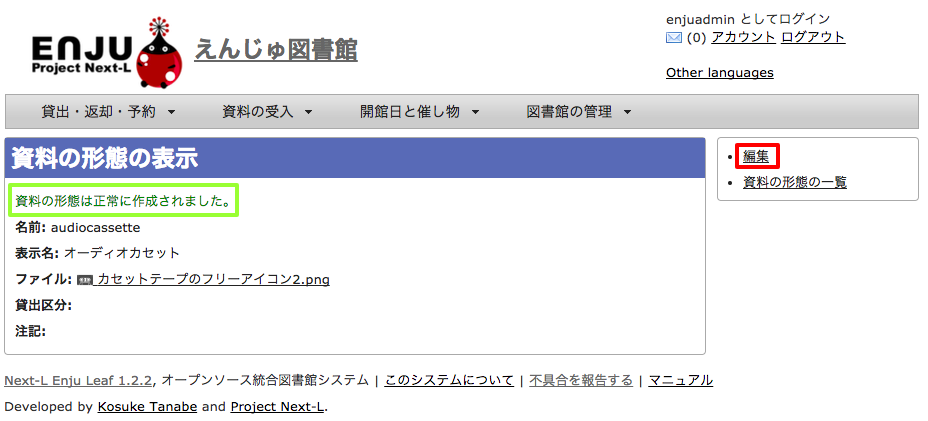 ENJU
Project Next-L
えんじゅ図書館
enjuadmin としてログイン
(0) アカウント ログアウト
Other languages
貸出・返却・予約 ▼ 資料の受入 ▼ 開館日と催し物 ▼ 図書館の管理 ▼
資料の形態の表示
資料の形態は正常に作成されました。
名前: audiocassette
表示名: オーディオカセット
ファイル: カセットテープのフリーアイコン2.png
貸出区分:
注記:
• 編集
• 資料の形態の一覧
Next-L Enju Leaf 1.2.2, オープンソース統合図書館システム | このシステムについて | 不具合を報告する | マニュアル
Developed by Kosuke Tanabe and Project Next-L.